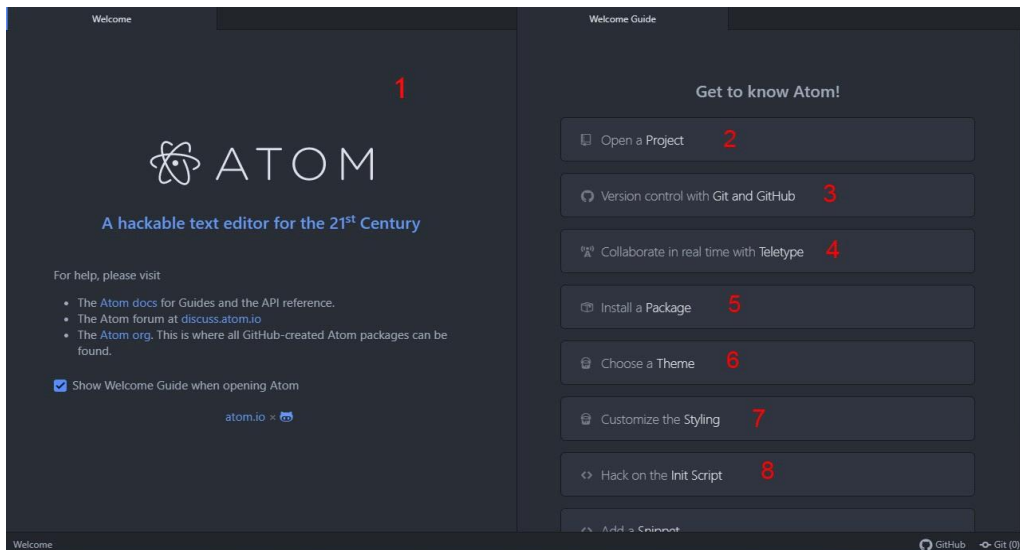 Welcome
1
ATOM
A hackable text editor for the 21st Century
For help, please visit
• The Atom docs for Guides and the API reference.
• The Atom forum at discuss.atom.io
• The Atom org. This is where all GitHub-created Atom packages can be
found.
Show Welcome Guide when opening Atom
atom.io ×
Welcome Guide
Get to know Atom!
Open a Project 2
Version control with Git and GitHub 3
Collaborate in real time with Teletype 4
Install a Package 5
Choose a Theme 6
Customize the Styling 7
Hack on the Init Script 8
Add a Snippet
Welcome
GitHub Git (0)